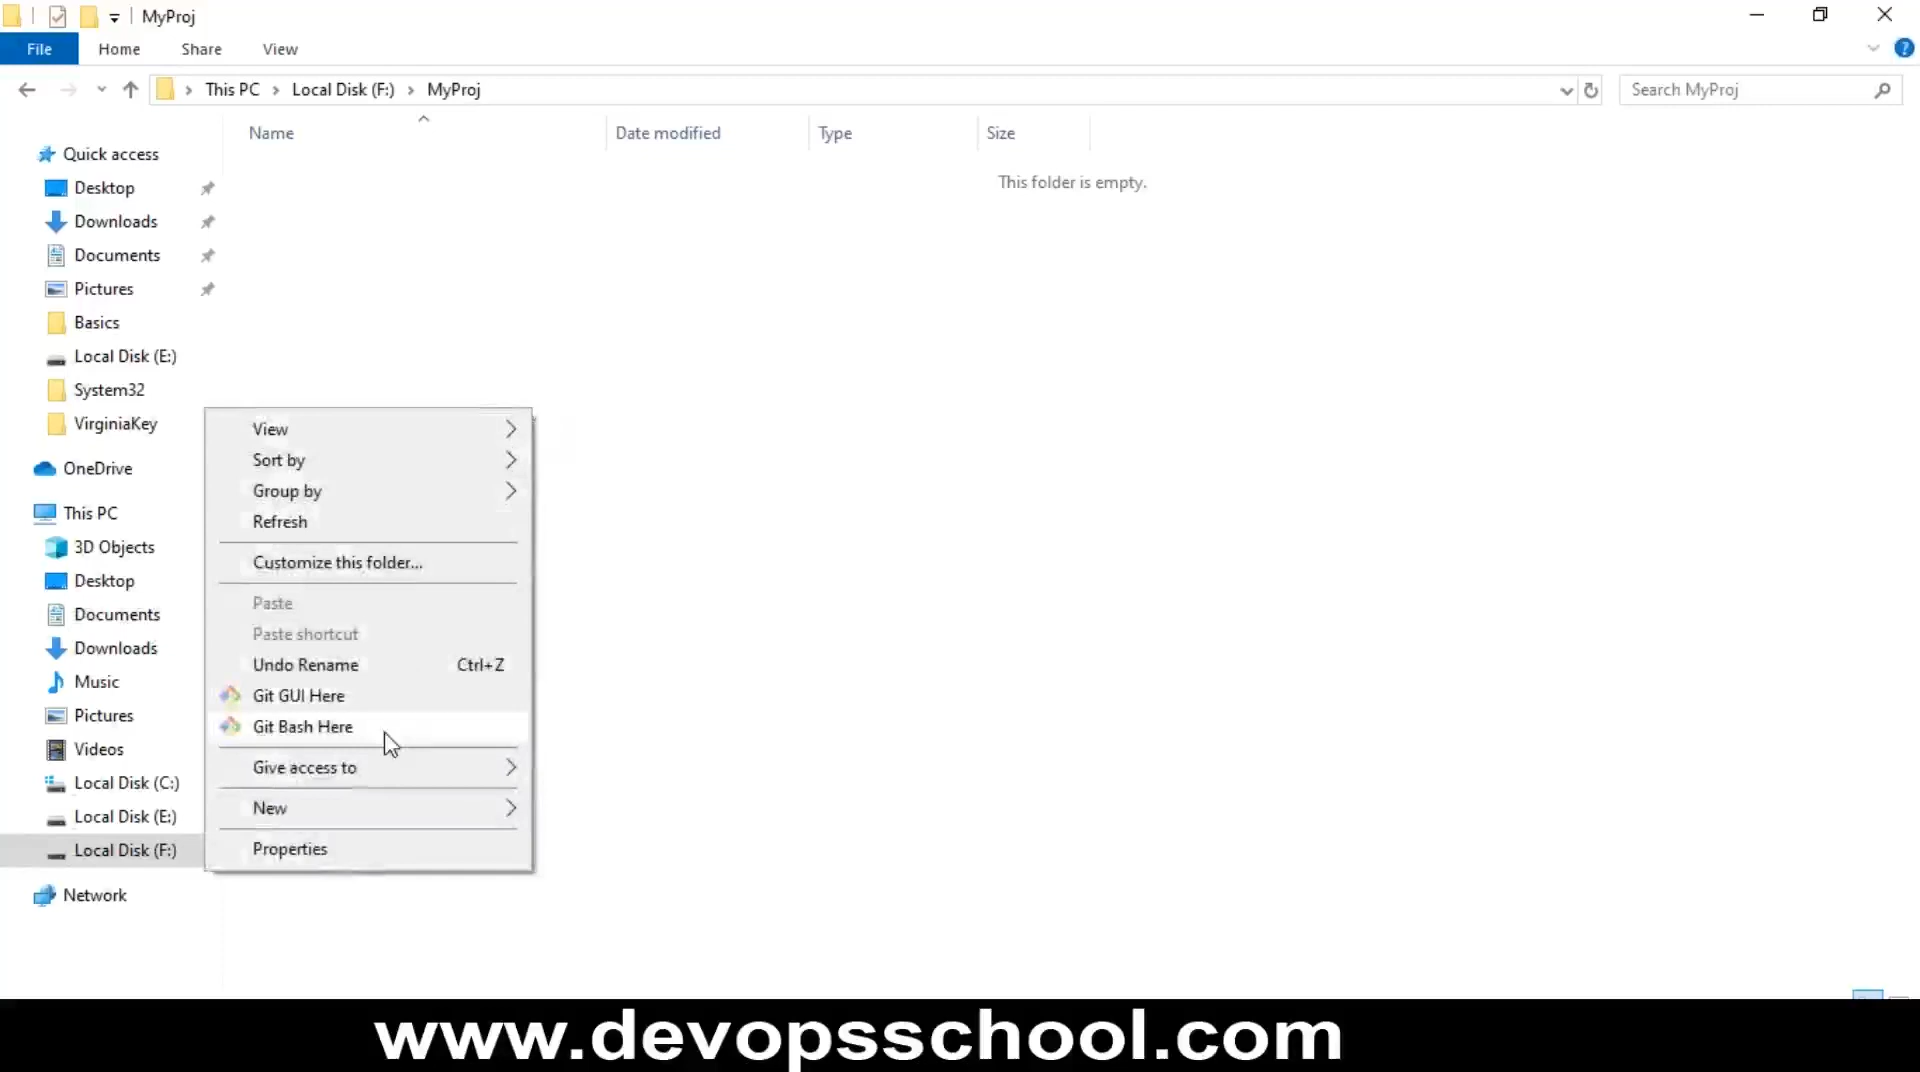 MyProj
File Home Share View
This PC Local Disk (F:) MyProj
Search MyProj
Name Date modified Type Size
This folder is empty.
Quick access
Desktop
Downloads
Documents
Pictures
Basics
Local Disk (E:)
System32
VirginiaKey
OneDrive
This PC
3D Objects
Desktop
Documents
Downloads
Music
Pictures
Videos
Local Disk (C:)
Local Disk (E:)
Local Disk (F:)
Network
View
Sort by
Group by
Refresh
Customize this folder...
Paste
Paste shortcut
Undo Rename Ctrl+Z
Git GUI Here
Git Bash Here
Give access to
New
Properties
www.devopsschool.com